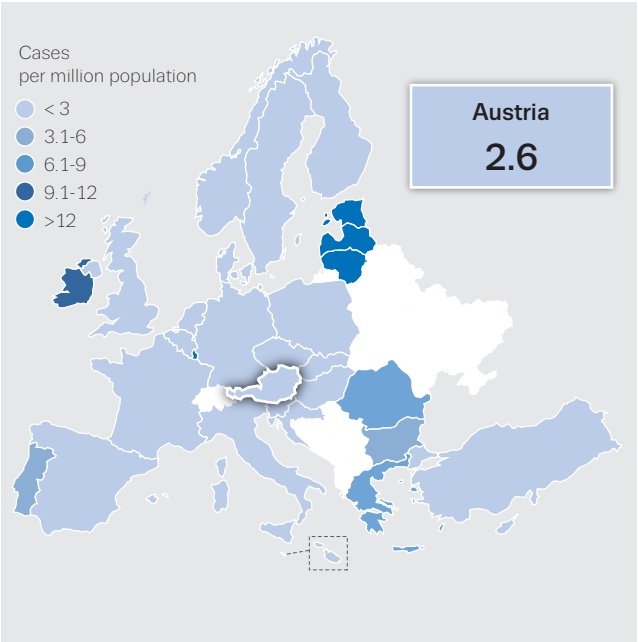 Cases
per million population
< 3
3.1-6
6.1-9
9.1-12
>12
Austria
2.6